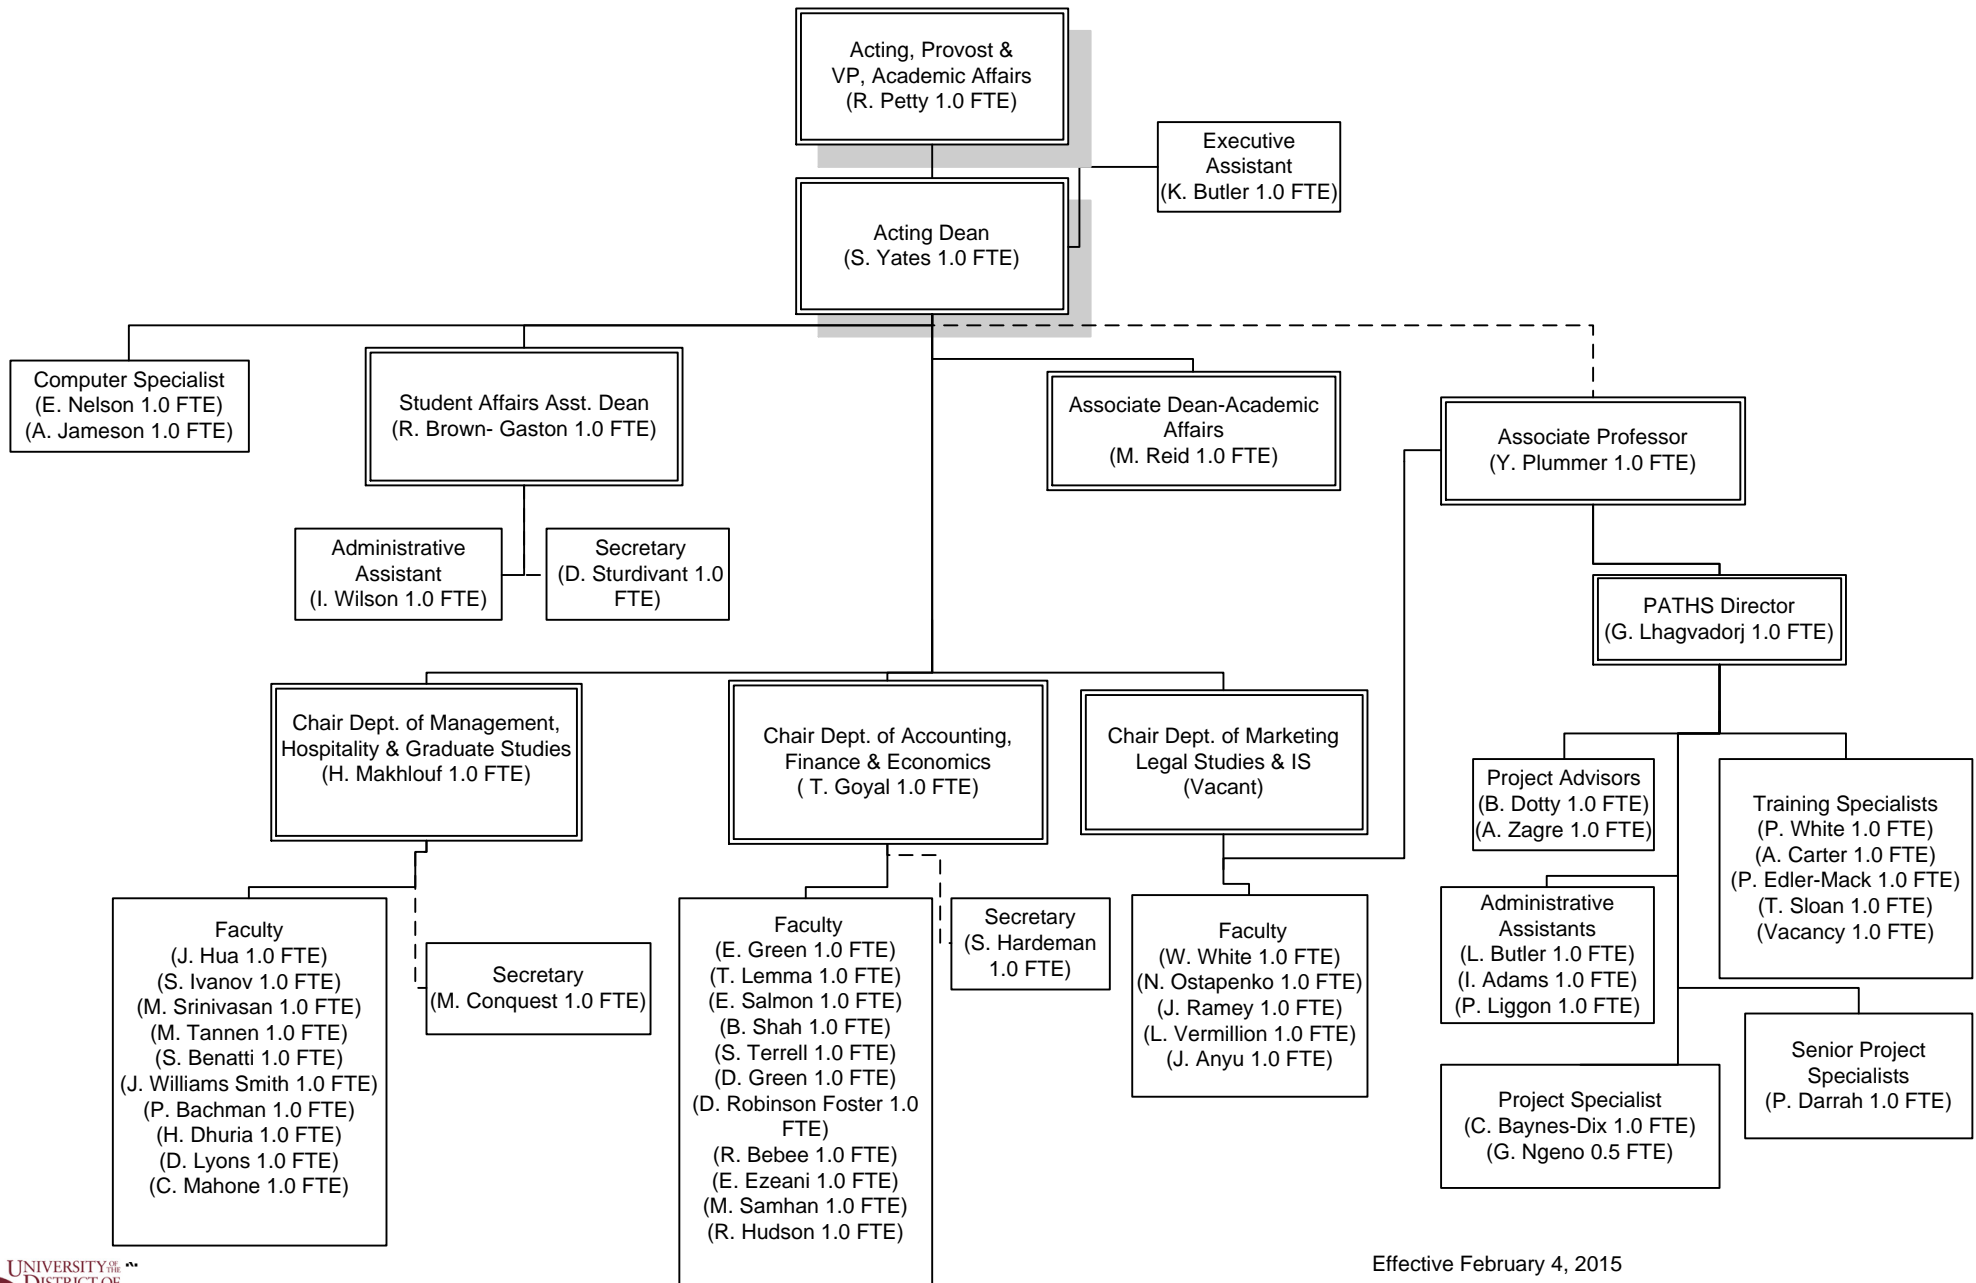 Acting, Provost &
VP, Academic Affairs
(R. Petty 1.0 FTE)
Executive
Assistant
(K. Butler 1.0 FTE)
Acting Dean
(S. Yates 1.0 FTE)
Computer Specialist
(E. Nelson 1.0 FTE)
(A. Jameson 1.0 FTE)
Student Affairs Asst. Dean
(R. Brown- Gaston 1.0 FTE)
Associate Dean-Academic
Affairs
(M. Reid 1.0 FTE)
Associate Professor
(Y. Plummer 1.0 FTE)
Administrative
Assistant
(I. Wilson 1.0 FTE)
Secretary
(D. Sturdivant 1.0
FTE)
PATHS Director
(G. Lhagvadorj 1.0 FTE)
Chair Dept. of Management,
Hospitality & Graduate Studies
(H. Makhlouf 1.0 FTE)
Chair Dept. of Accounting,
Finance & Economics
( T. Goyal 1.0 FTE)
Chair Dept. of Marketing
Legal Studies & IS
(Vacant)
Project Advisors
(B. Dotty 1.0 FTE)
(A. Zagre 1.0 FTE)
Training Specialists
(P. White 1.0 FTE)
(A. Carter 1.0 FTE)
(P. Edler-Mack 1.0 FTE)
(T. Sloan 1.0 FTE)
(Vacancy 1.0 FTE)
Faculty
(J. Hua 1.0 FTE)
(S. Ivanov 1.0 FTE)
(M. Srinivasan 1.0 FTE)
(M. Tannen 1.0 FTE)
(S. Benatti 1.0 FTE)
(J. Williams Smith 1.0 FTE)
(P. Bachman 1.0 FTE)
(H. Dhuria 1.0 FTE)
(D. Lyons 1.0 FTE)
(C. Mahone 1.0 FTE)
Secretary
(M. Conquest 1.0 FTE)
Faculty
(E. Green 1.0 FTE)
(T. Lemma 1.0 FTE)
(E. Salmon 1.0 FTE)
(B. Shah 1.0 FTE)
(S. Terrell 1.0 FTE)
(D. Green 1.0 FTE)
(D. Robinson Foster 1.0
FTE)
(R. Bebee 1.0 FTE)
(E. Ezeani 1.0 FTE)
(M. Samhan 1.0 FTE)
(R. Hudson 1.0 FTE)
Secretary
(S. Hardeman
1.0 FTE)
Faculty
(W. White 1.0 FTE)
(N. Ostapenko 1.0 FTE)
(J. Ramey 1.0 FTE)
(L. Vermillion 1.0 FTE)
(J. Anyu 1.0 FTE)
Administrative
Assistants
(L. Butler 1.0 FTE)
(I. Adams 1.0 FTE)
(P. Liggon 1.0 FTE)
Senior Project
Specialists
(P. Darrah 1.0 FTE)
Project Specialist
(C. Baynes-Dix 1.0 FTE)
(G. Ngeno 0.5 FTE)
UNIVERSITY OF THE
DISTRICT OF
Effective February 4, 2015